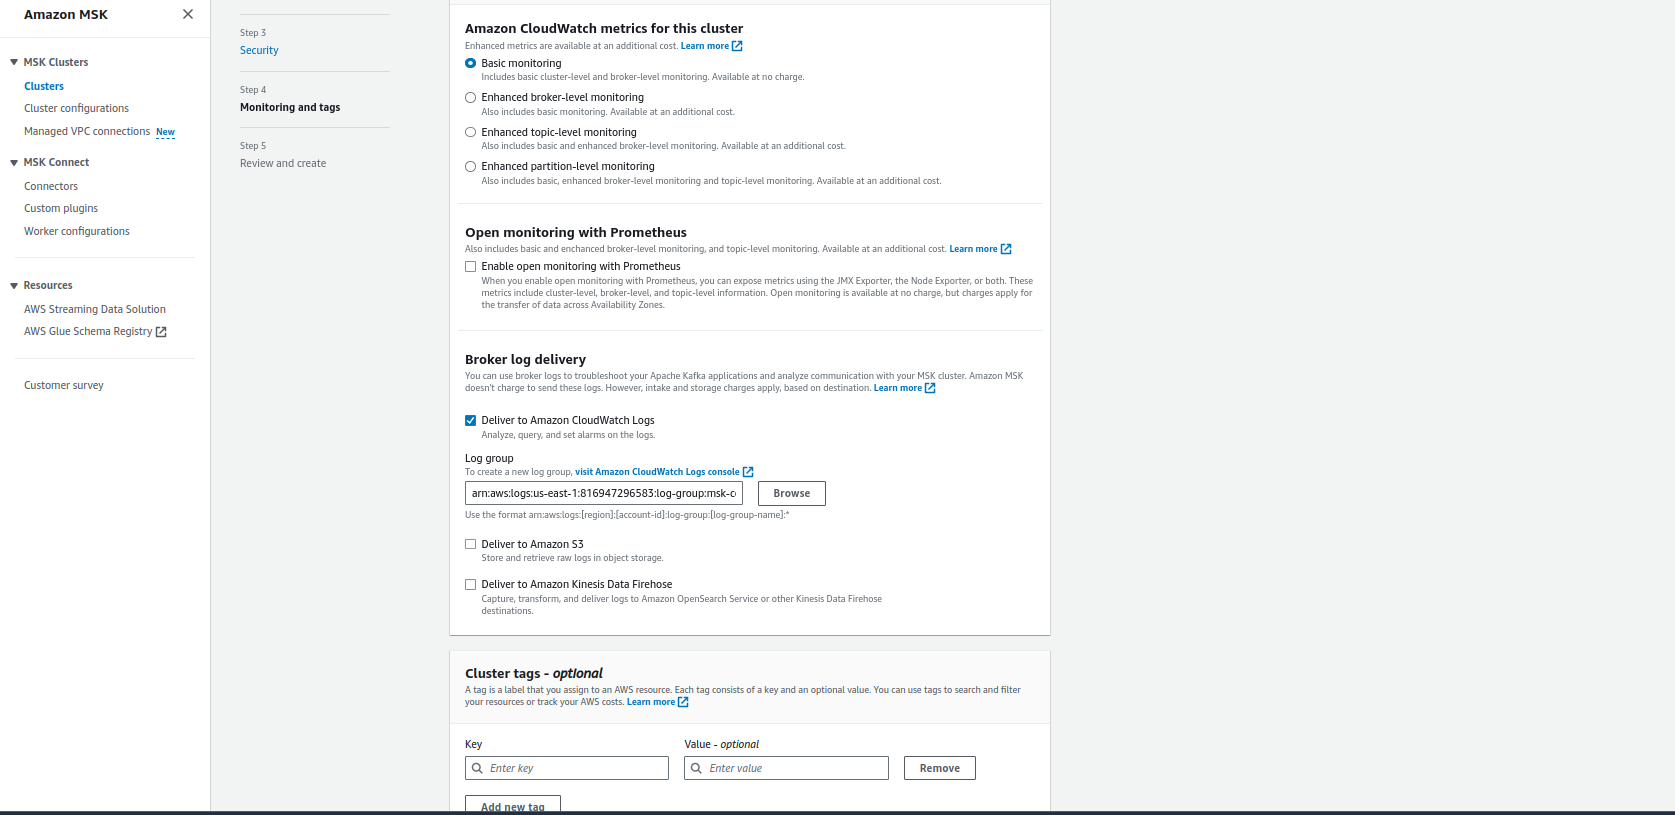 Amazon MSK
MSK Clusters
Clusters
Cluster configurations
Managed VPC connections New
MSK Connect
Connectors
Custom plugins
Worker configurations
Resources
AWS Streaming Data Solution
AWS Glue Schema Registry
Customer survey
Step 3
Security
Step 4
Monitoring and tags
Step 5
Review and create
Amazon CloudWatch metrics for this cluster
Enhanced metrics are available at an additional cost. Learn more
Basic monitoring
Includes basic cluster-level and broker-level monitoring. Available at no charge.
Enhanced broker-level monitoring
Also includes basic monitoring. Available at an additional cost.
Enhanced topic-level monitoring
Also includes basic and enhanced broker-level monitoring. Available at an additional cost.
Enhanced partition-level monitoring
Also includes basic, enhanced broker-level monitoring and topic-level monitoring. Available at an additional cost.
Open monitoring with Prometheus
Also includes basic and enchanced broker-level monitoring, and topic-level monitoring. Available at an additional cost. Learn more
Enable open monitoring with Prometheus
When you enable open monitoring with Prometheus, you can expose metrics using the JMX Exporter, the Node Exporter, or both. These
metrics include cluster-level, broker-level, and topic-level information. Open monitoring is available at no charge, but charges apply for
the transfer of data across Availability Zones.
Broker log delivery
You can use broker logs to troubleshoot your Apache Kafka applications and analyze communication with your MSK cluster. Amazon MSK
doesn't charge to send these logs. However, intake and storage charges apply, based on destination. Learn more
Deliver to Amazon CloudWatch Logs
Analyze, query, and set alarms on the logs.
Log group
To create a new log group, visit Amazon CloudWatch Logs console
arn:aws:logs:us-east-1:816947296583:log-group:msk-c
Browse
Use the format arn:aws:logs:[region]:[account-id]:log-group:[log-group-name]:*
Deliver to Amazon S3
Store and retrieve raw logs in object storage.
Deliver to Amazon Kinesis Data Firehose
Capture, transform, and deliver logs to Amazon OpenSearch Service or other Kinesis Data Firehose
destinations.
Cluster tags - optional
A tag is a label that you assign to an AWS resource. Each tag consists of a key and an optional value. You can use tags to search and filter
your resources or track your AWS costs. Learn more
Key
Value - optional
Enter key
Enter value
Remove
Add new tag